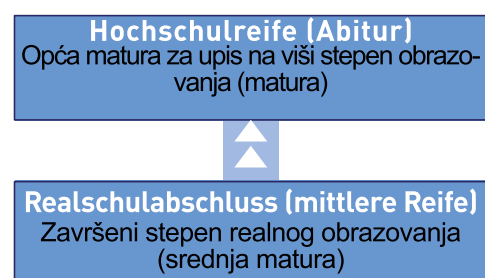 Hochschulreife (Abitur)
Opća matura za upis na viši stepen obrazo-
vanja (matura)
Realschulabschluss (mittlere Reife)
Završeni stepen realnog obrazovanja
(srednja matura)